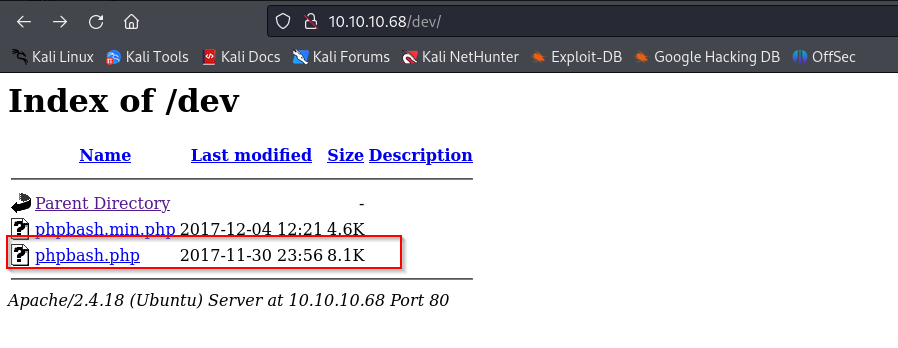 10.10.10.68/dev/
Kali Linux Kali Tools Kali Docs Kali Forums Kali NetHunter Exploit-DB Google Hacking DB OffSec
Index of /dev
Name Last modified Size Description
Parent Directory -
phpbash.min.php 2017-12-04 12:21 4.6K
phpbash.php 2017-11-30 23:56 8.1K
Apache/2.4.18 (Ubuntu) Server at 10.10.10.68 Port 80